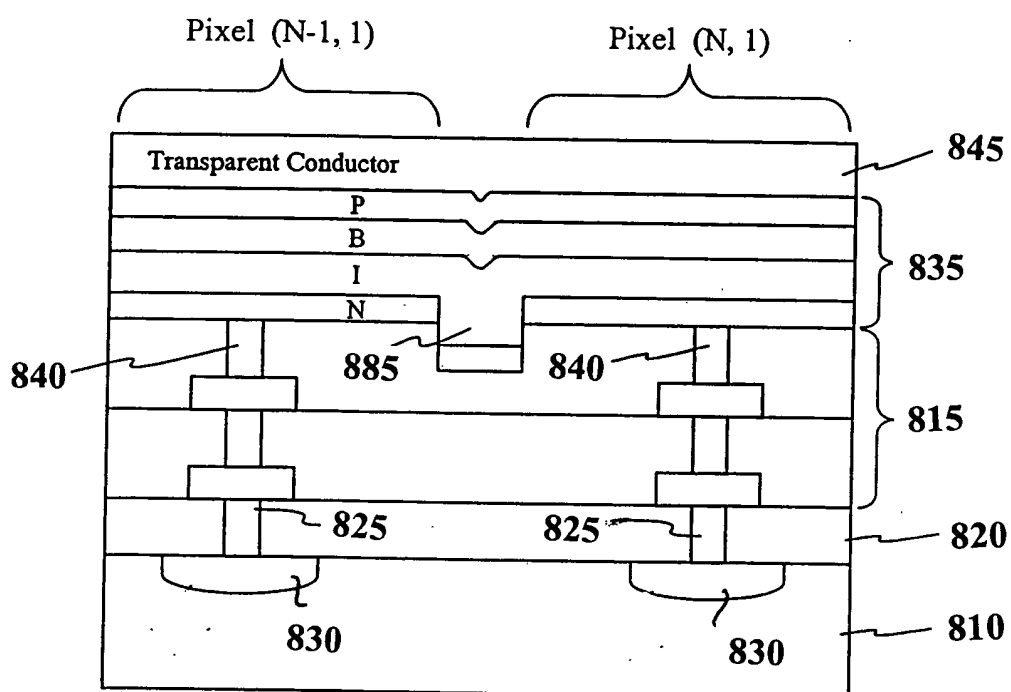 Pixel (N-1, 1)
Pixel (N, 1)
Transparent Conductor
845
P
B
835
I
N
840
885
840
815
825
825
820
830
830
810